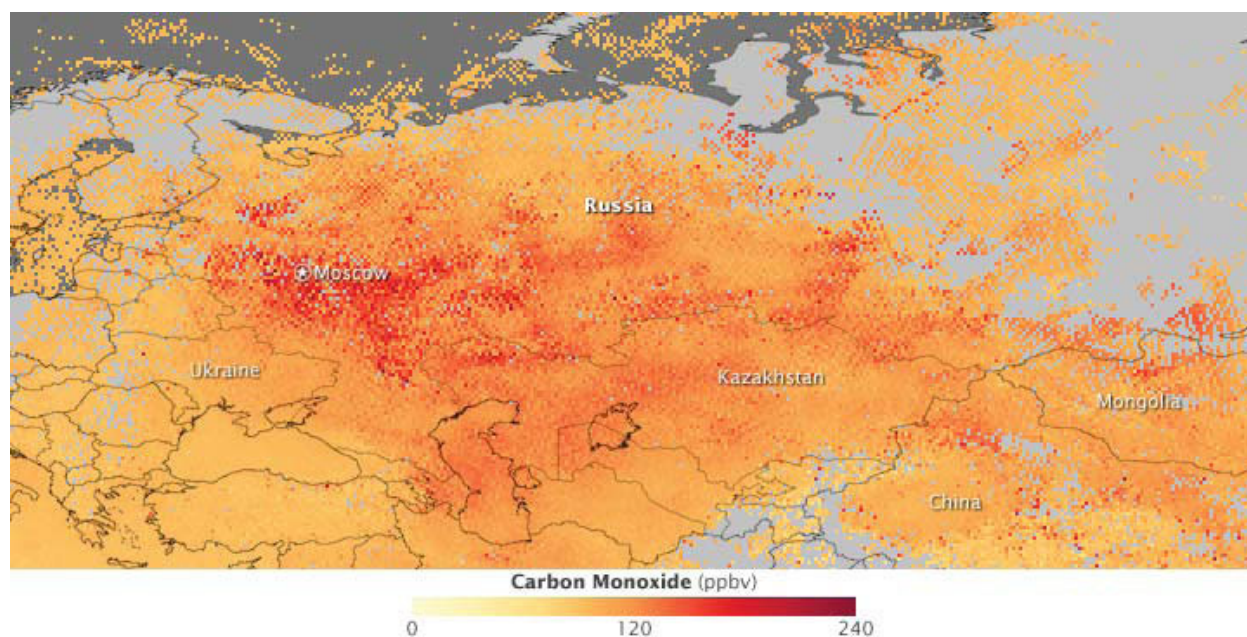 Russia
Moscow
Ukraine
Kazakhstan
Mongolia
China
Carbon Monoxide (ppbv)
0 120 240